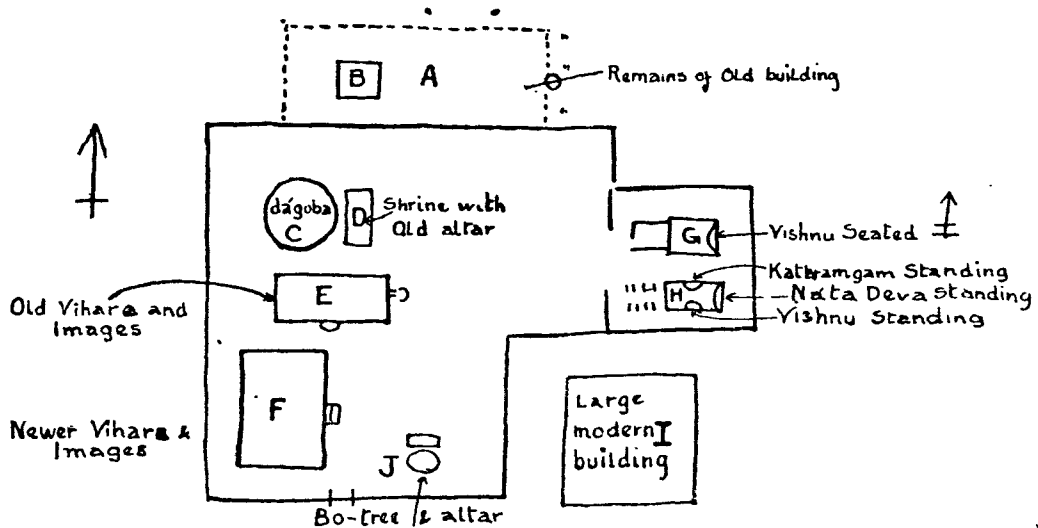 B
A
Remains of Old building
dágoba
C
D
Shrine with
Old altar
G
Vishnu Seated
E
Old Vihara and
Images
H
Kathramgam Standing
Nata Deva Standing
Vishnu Standing
F
Newer Vihara &
Images
Large
modern I
building
J
Bo-tree & altar